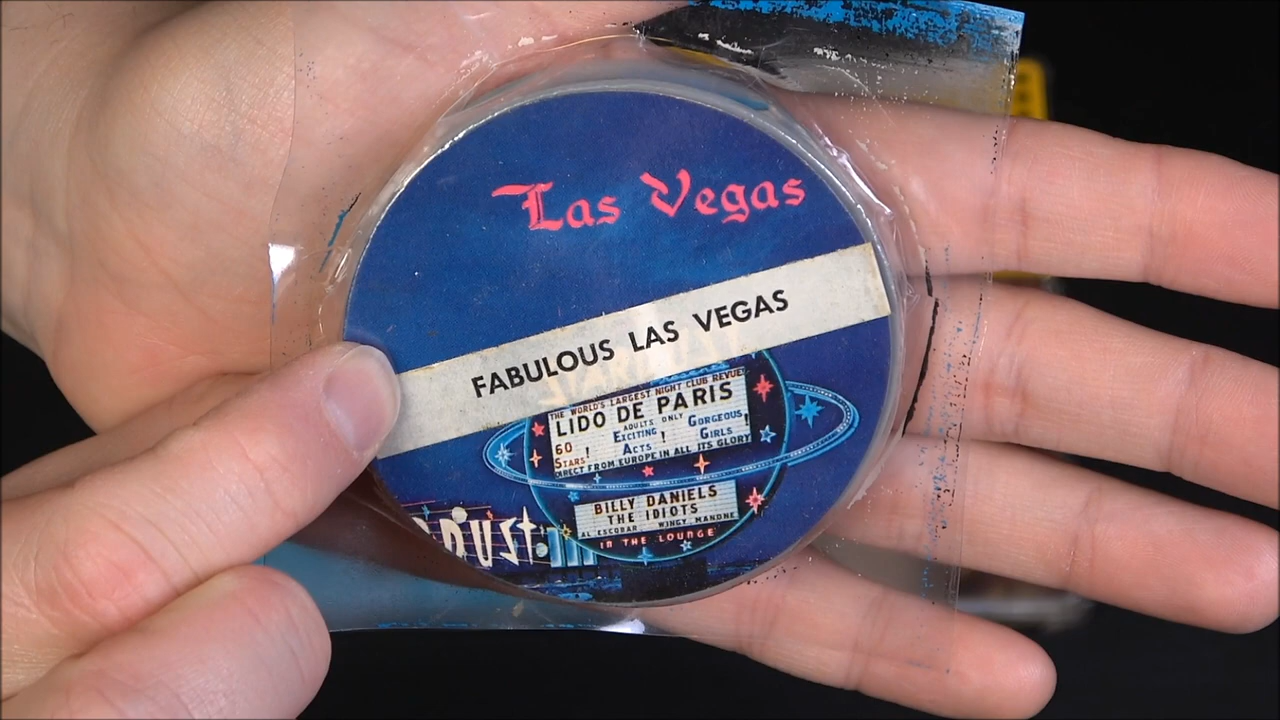 Las Vegas
FABULOUS LAS VEGAS
Presents
THE WORLD'S LARGEST NIGHT CLUB REVUE
LIDO DE PARIS
ADULTS ONLY
60 EXCITING GORGEOUS
STARS! ACTS! GIRLS!
DIRECT FROM EUROPE IN ALL ITS GLORY
BILLY DANIELS
THE IDIOTS
AL ESCOBAR WINGY MANONE
IN THE LOUNGE
DUST